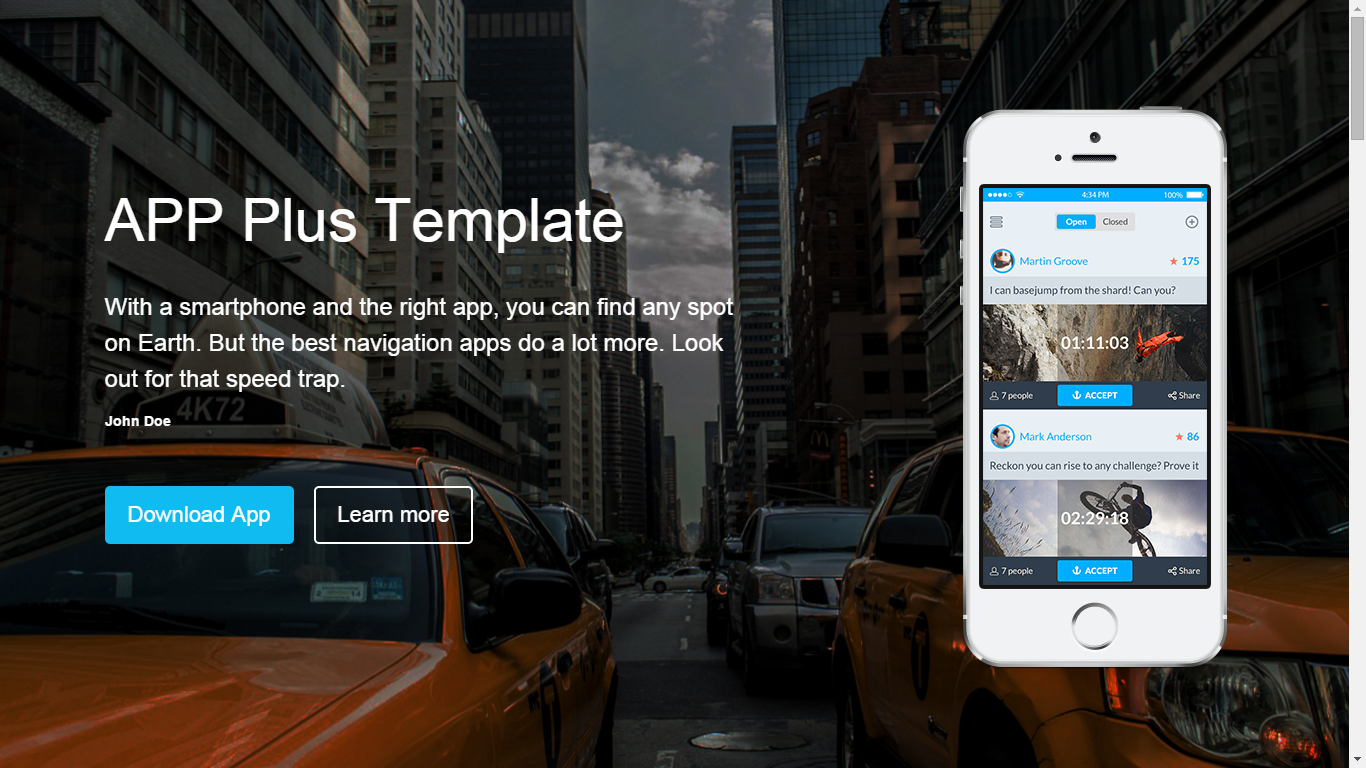 APP Plus Template
With a smartphone and the right app, you can find any spot
on Earth. But the best navigation apps do a lot more. Look
out for that speed trap.
John Doe
Download App
Learn more
4K72
4:34 PM
100%
Open
Closed
Martin Groove
175
I can basejump from the shard! Can you?
01:11:03
7 people
ACCEPT
Share
Mark Anderson
86
Reckon you can rise to any challenge? Prove it
02:29:18
7 people
ACCEPT
Share